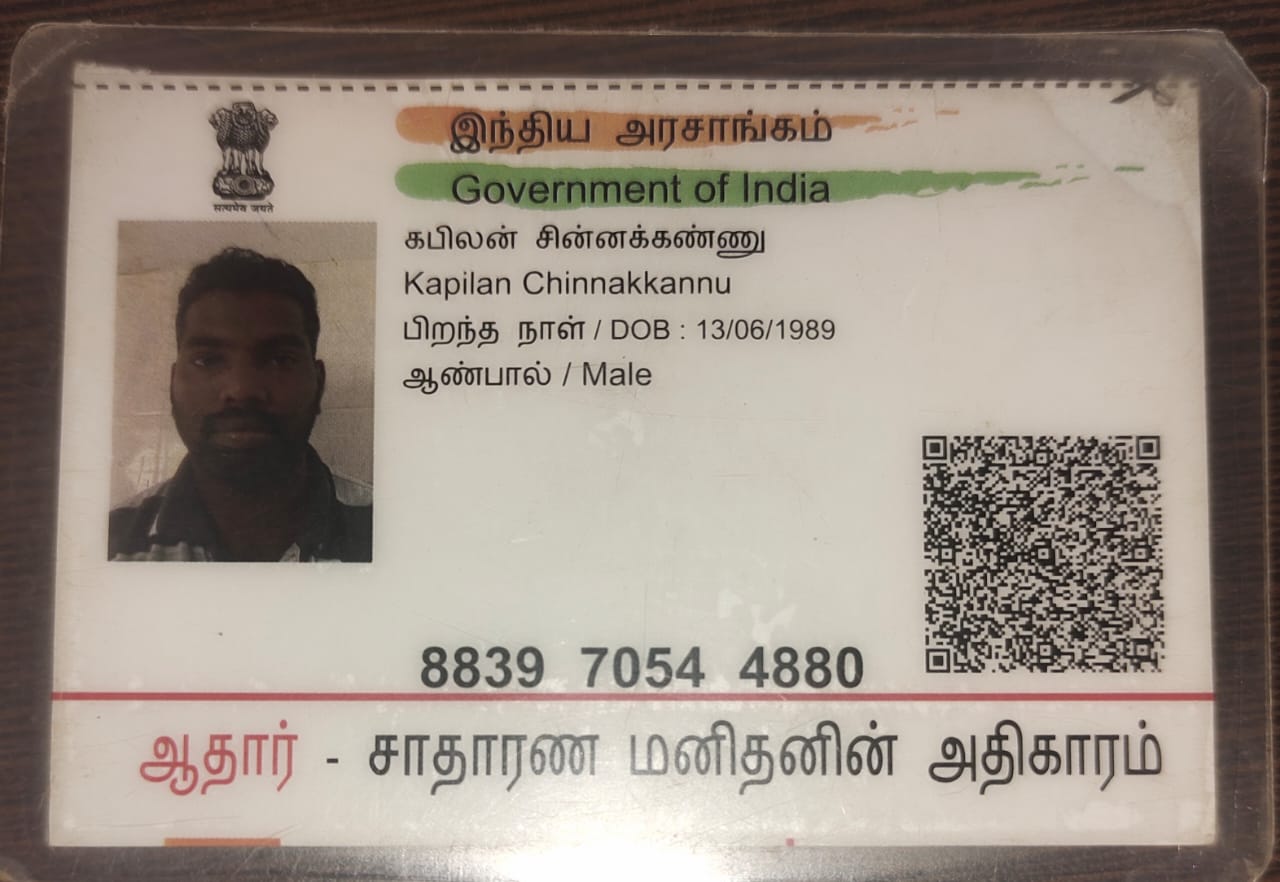 இந்திய அரசாங்கம்
Government of India
सत्यमेव जयते
கபிலன் சின்னக்கண்ணு
Kapilan Chinnakkannu
பிறந்த நாள் / DOB : 13/06/1989
ஆண்பால் / Male
8839 7054 4880
ஆதார் - சாதாரண மனிதனின் அதிகாரம்